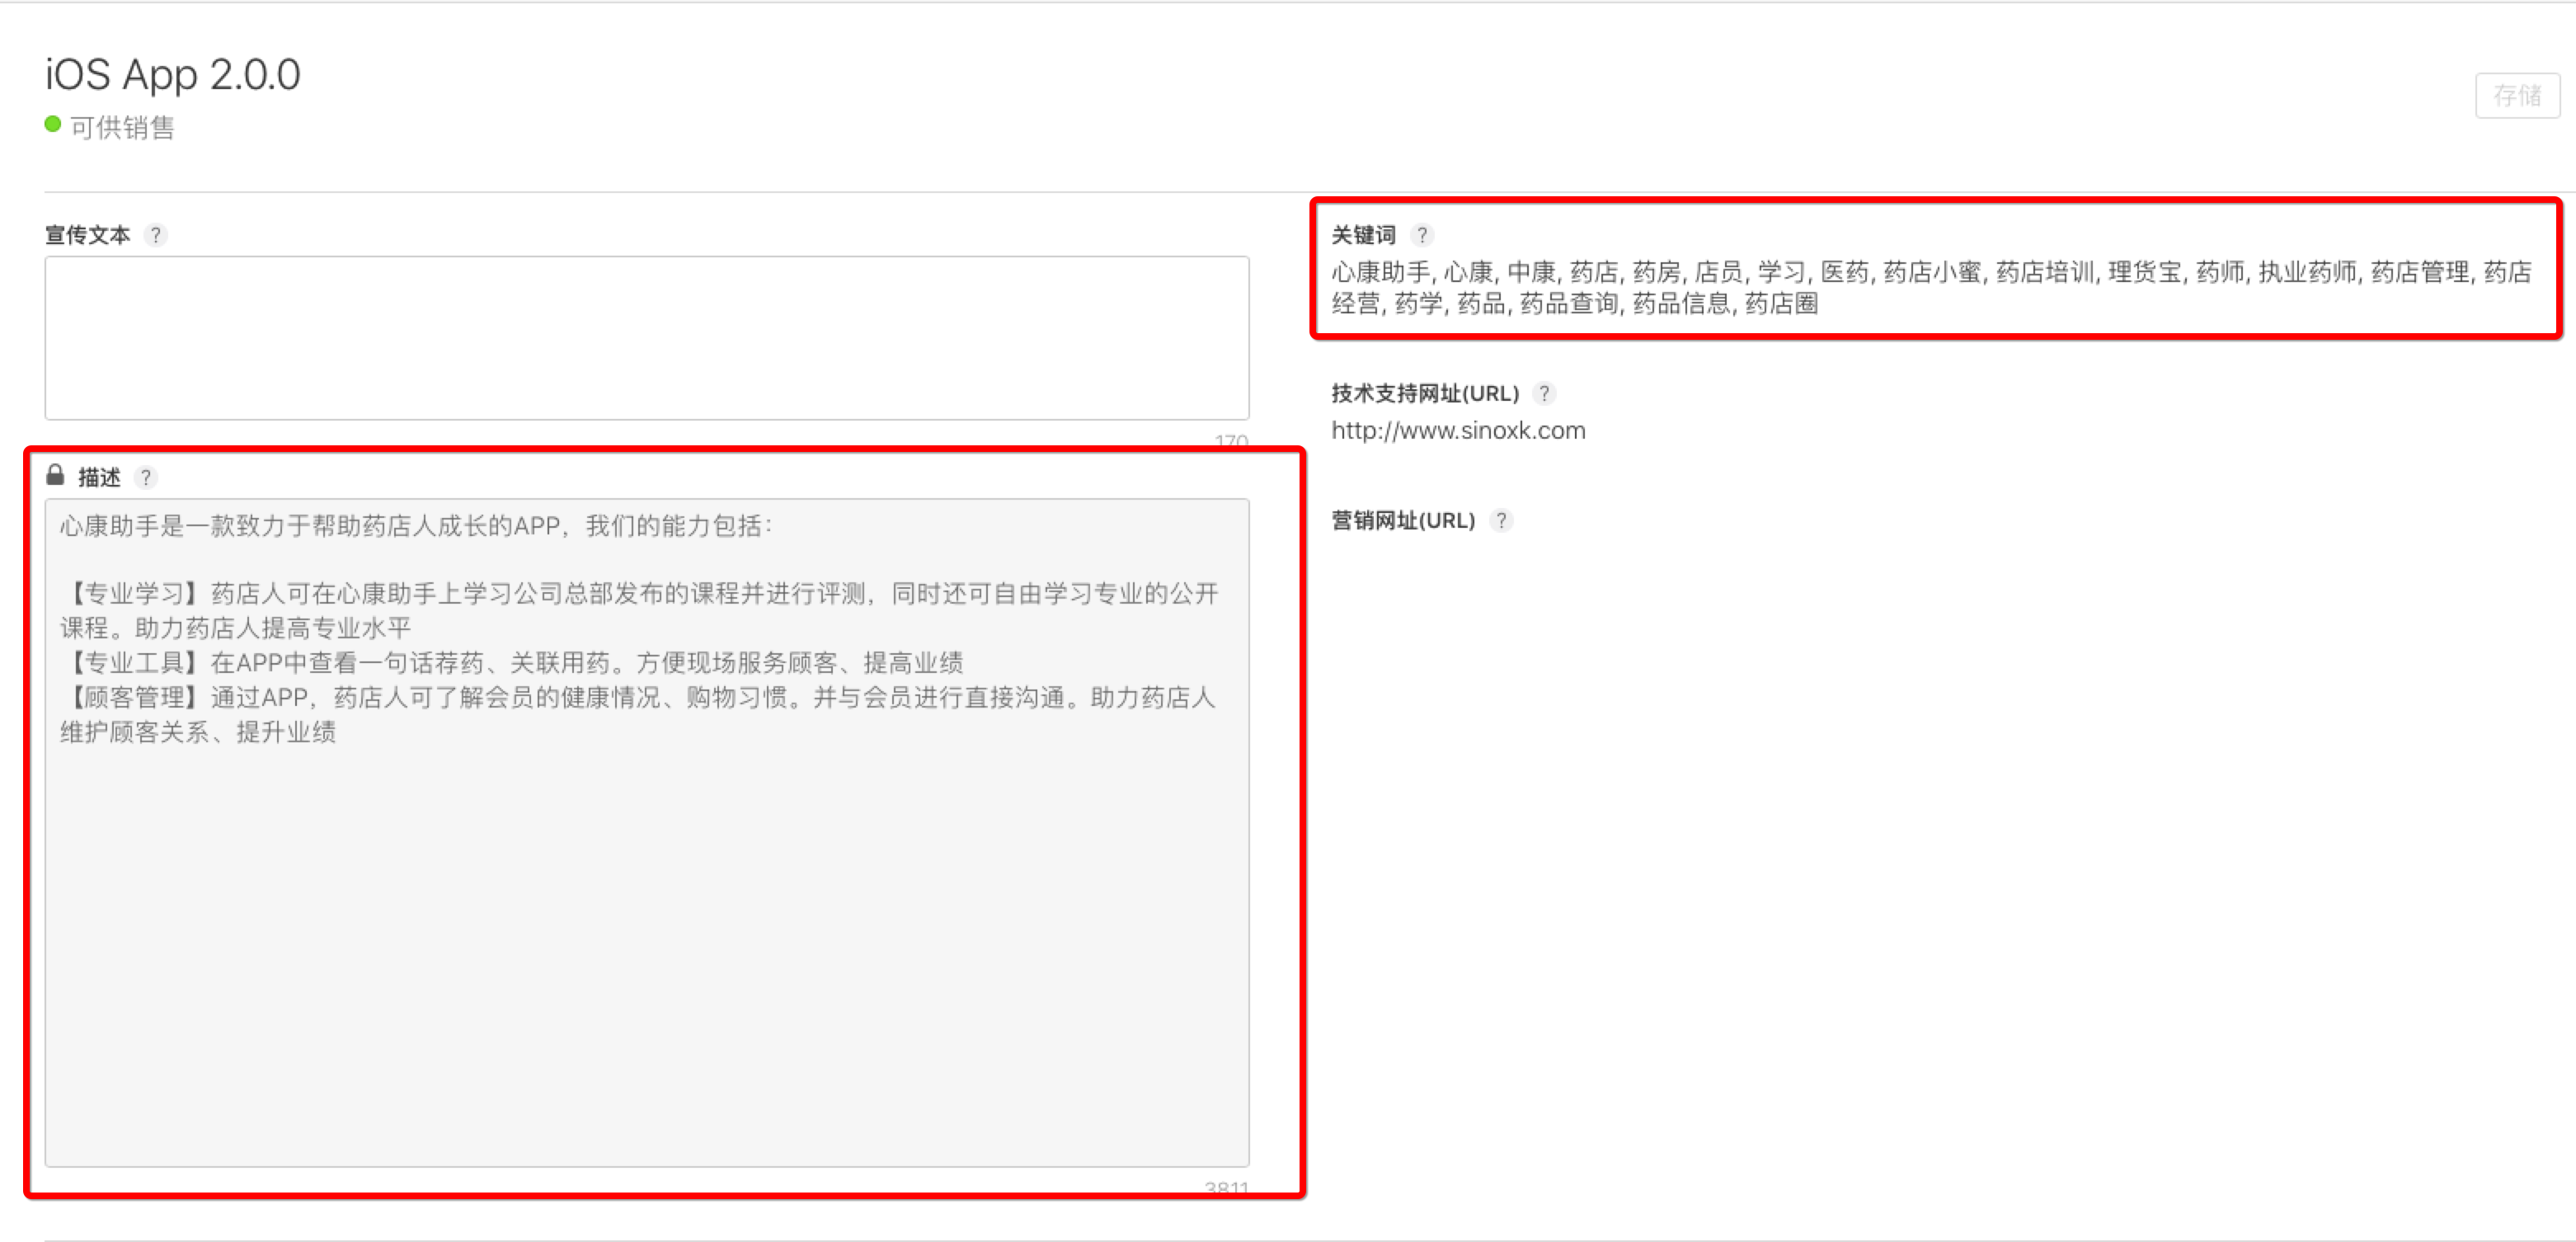 iOS App 2.0.0
存储
可供销售
宣传文本 ?
170
描述 ?
心康助手是一款致力于帮助药店人成长的APP，我们的能力包括：
【专业学习】药店人可在心康助手上学习公司总部发布的课程并进行评测，同时还可自由学习专业的公开
课程。助力药店人提高专业水平
【专业工具】在APP中查看一句话荐药、关联用药。方便现场服务顾客、提高业绩
【顾客管理】通过APP，药店人可了解会员的健康情况、购物习惯。并与会员进行直接沟通。助力药店人
维护顾客关系、提升业绩
3811
关键词 ?
心康助手, 心康, 中康, 药店, 药房, 店员, 学习, 医药, 药店小蜜, 药店培训, 理货宝, 药师, 执业药师, 药店管理, 药店
经营, 药学, 药品, 药品查询, 药品信息, 药店圈
技术支持网址(URL) ?
http://www.sinoxk.com
营销网址(URL) ?